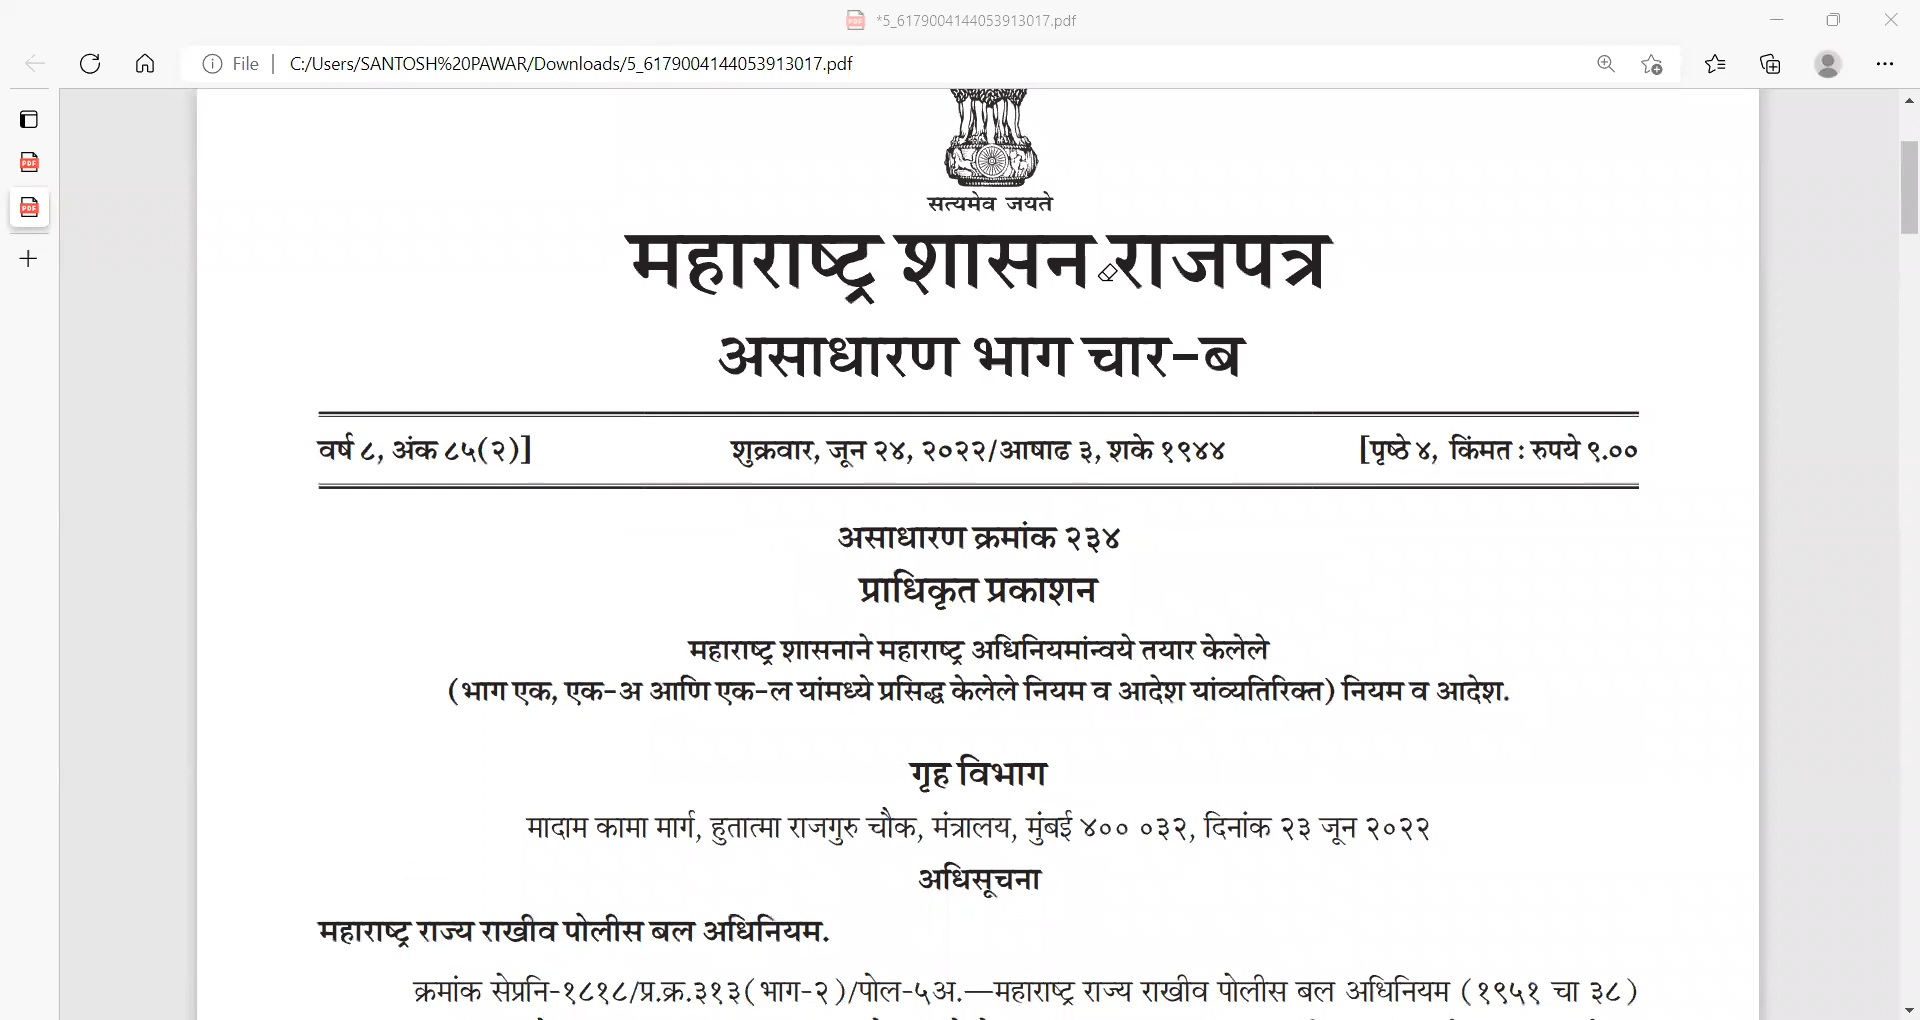 *5_6179004144053913017.pdf
File | C:/Users/SANTOSH%20PAWAR/Downloads/5_6179004144053913017.pdf
सत्यमेव जयते
महाराष्ट्र शासन राजपत्र
असाधारण भाग चार-ब
वर्ष ८, अंक ८५(२)] शुक्रवार, जून २४, २०२२/आषाढ ३, शके १९४४ [पृष्ठे ४, किंमत : रुपये ९.००
असाधारण क्रमांक २३४
प्राधिकृत प्रकाशन
महाराष्ट्र शासनाने महाराष्ट्र अधिनियमांन्वये तयार केलेले
(भाग एक, एक-अ आणि एक-ल यांमध्ये प्रसिद्ध केलेले नियम व आदेश यांव्यतिरिक्त) नियम व आदेश.
गृह विभाग
मादाम कामा मार्ग, हुतात्मा राजगुरु चौक, मंत्रालय, मुंबई ४०० ०३२, दिनांक २३ जून २०२२
अधिसूचना
महाराष्ट्र राज्य राखीव पोलीस बल अधिनियम.
क्रमांक सेप्रनि-१८१८/प्र.क्र.३१३(भाग-२)/पोल-५अ.—महाराष्ट्र राज्य राखीव पोलीस बल अधिनियम (१९५१ चा ३८)